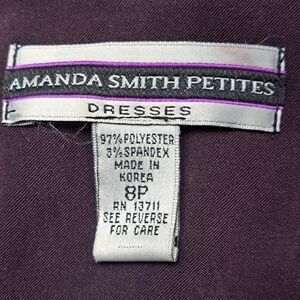 AMANDA SMITH PETITES
DRESSES
97% POLYESTER
3% SPANDEX
MADE IN
KOREA
8P
RN 13711
SEE REVERSE
FOR CARE